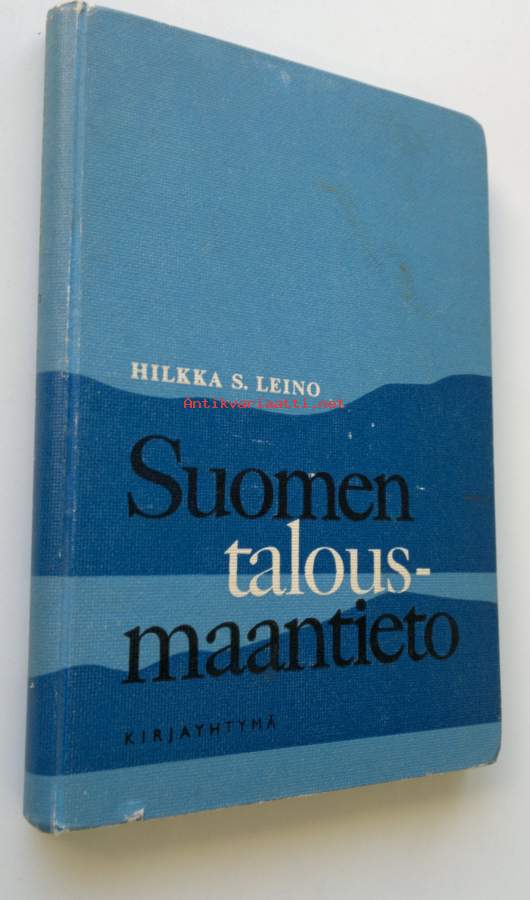 HILKKA S. LEINO
Antikvariaatti.net
Suomen
talous-
maantieto
KIRJAYHTYMÄ